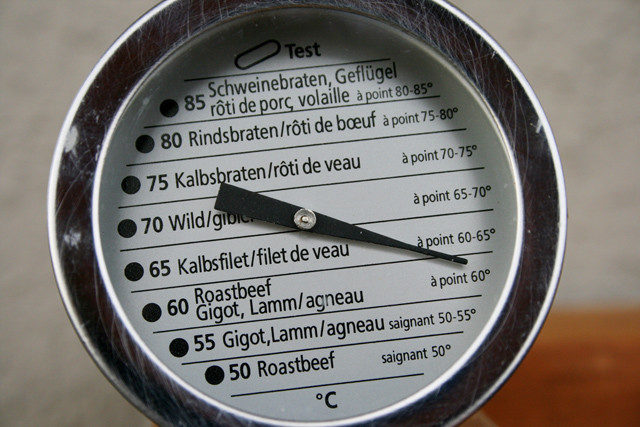 Test
85 Schweinebraten, Geflügel
rôti de porc, volaille à point 80-85°
80 Rindsbraten/rôti de bœuf à point 75-80°
75 Kalbsbraten/rôti de veau à point 70-75°
70 Wild/gibier à point 65-70°
65 Kalbsfilet/filet de veau à point 60-65°
60 Roastbeef
Gigot, Lamm/agneau à point 60°
55 Gigot,Lamm/agneau saignant 50-55°
50 Roastbeef saignant 50°
°C